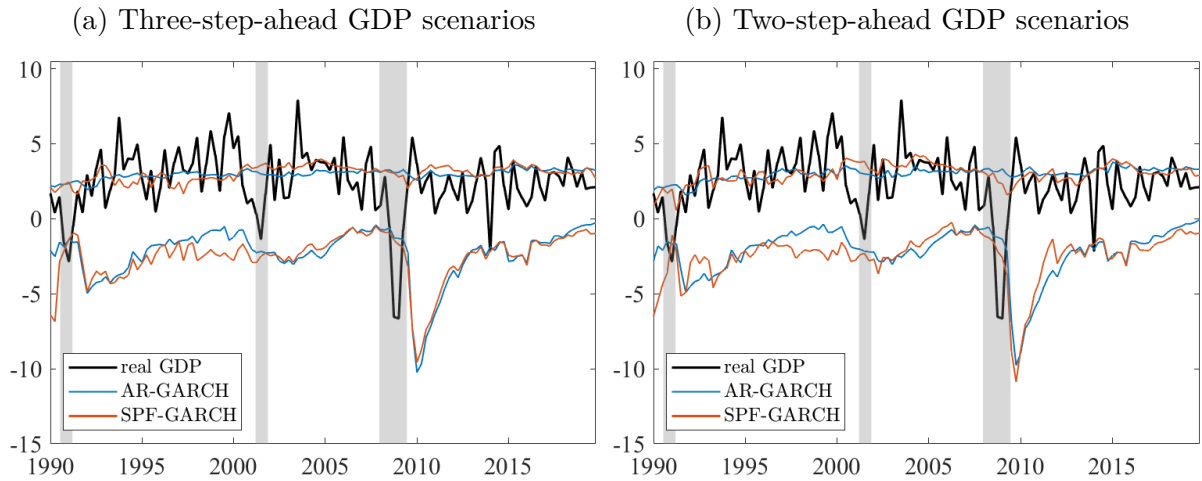 (a) Three-step-ahead GDP scenarios
10
5
0
-5
-10
-15
1990 1995 2000 2005 2010 2015
real GDP
AR-GARCH
SPF-GARCH
(b) Two-step-ahead GDP scenarios
10
5
0
-5
-10
-15
1990 1995 2000 2005 2010 2015
real GDP
AR-GARCH
SPF-GARCH